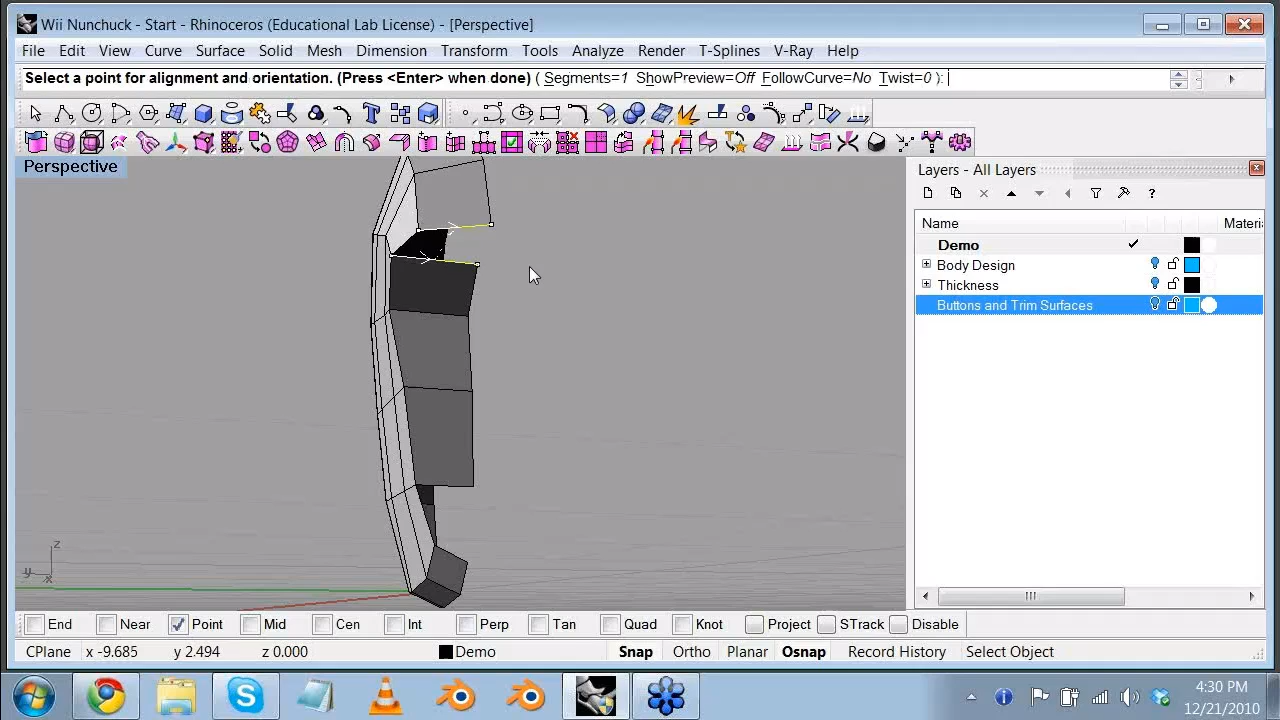 Wii Nunchuck - Start - Rhinoceros (Educational Lab License) - [Perspective]
File Edit View Curve Surface Solid Mesh Dimension Transform Tools Analyze Render T-Splines V-Ray Help
Select a point for alignment and orientation. (Press <Enter> when done) ( Segments=1 ShowPreview=Off FollowCurve=No Twist=0 ):
Perspective
Layers - All Layers
Name Materi
Demo
Body Design
Thickness
Buttons and Trim Surfaces
z
y
x
End Near Point Mid Cen Int Perp Tan Quad Knot Project STrack Disable
CPlane x -9.685 y 2.494 z 0.000 Demo Snap Ortho Planar Osnap Record History Select Object
4:30 PM
12/21/2010